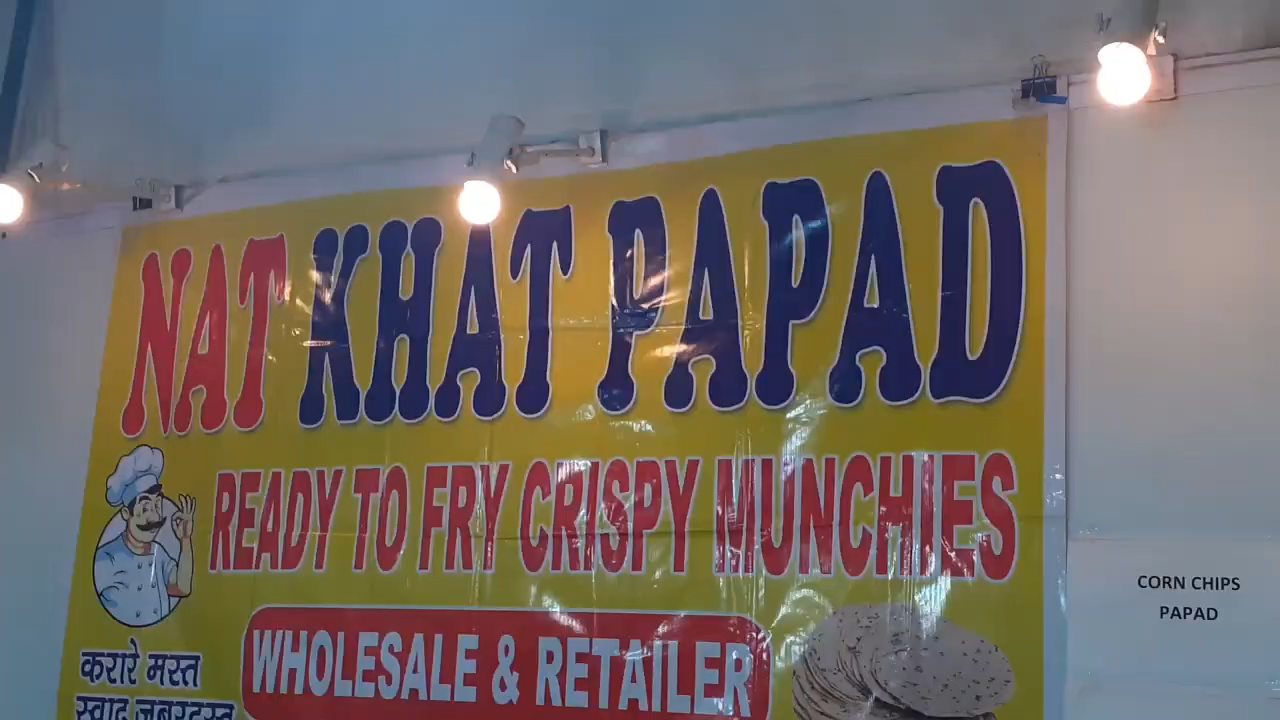 NAT KHAT PAPAD
READY TO FRY CRISPY MUNCHIES
WHOLESALE & RETAILER
करारे मस्त
स्वाद जबरदस्त
CORN CHIPS
PAPAD